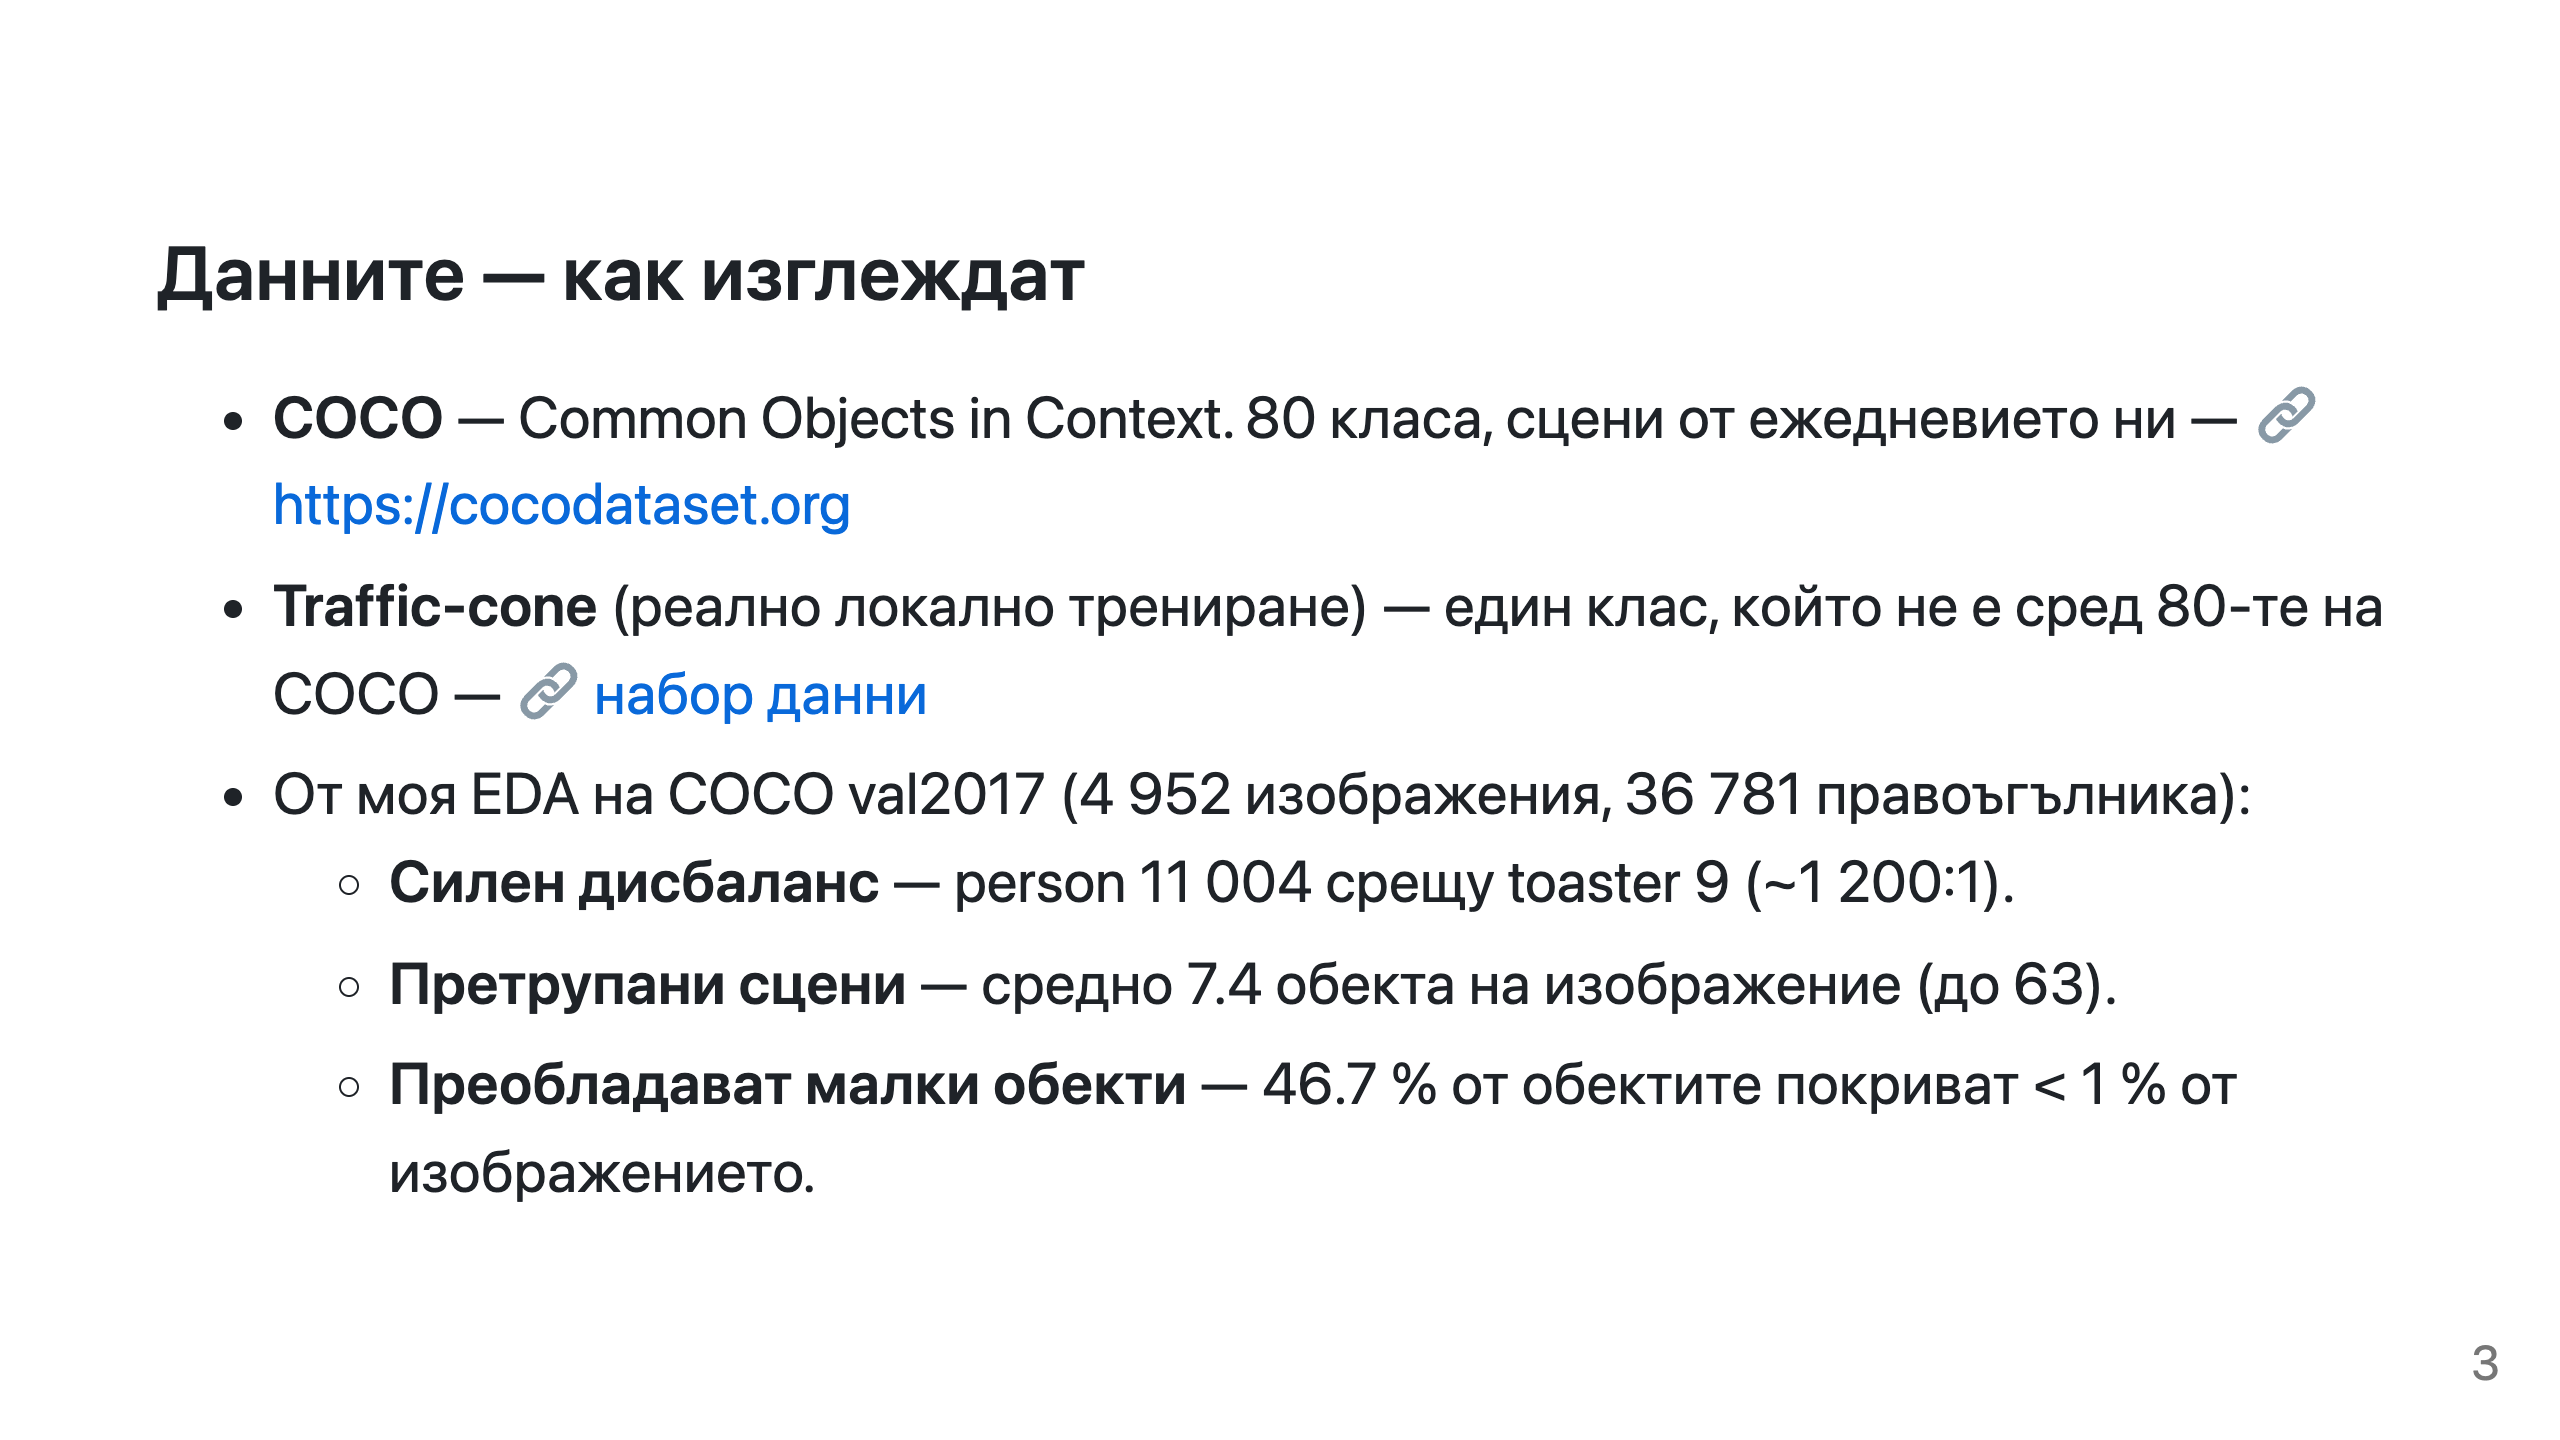 Данните — как изглеждат
• COCO — Common Objects in Context. 80 класа, сцени от ежедневието ни — 🔗
https://cocodataset.org
• Traffic-cone (реално локално трениране) — един клас, който не е сред 80-те на
COCO — 🔗 набор данни
• От моя EDA на COCO val2017 (4 952 изображения, 36 781 правоъгълника):
◦ Силен дисбаланс — person 11 004 срещу toaster 9 (~1 200:1).
◦ Претрупани сцени — средно 7.4 обекта на изображение (до 63).
◦ Преобладават малки обекти — 46.7 % от обектите покриват < 1 % от
изображението.
3